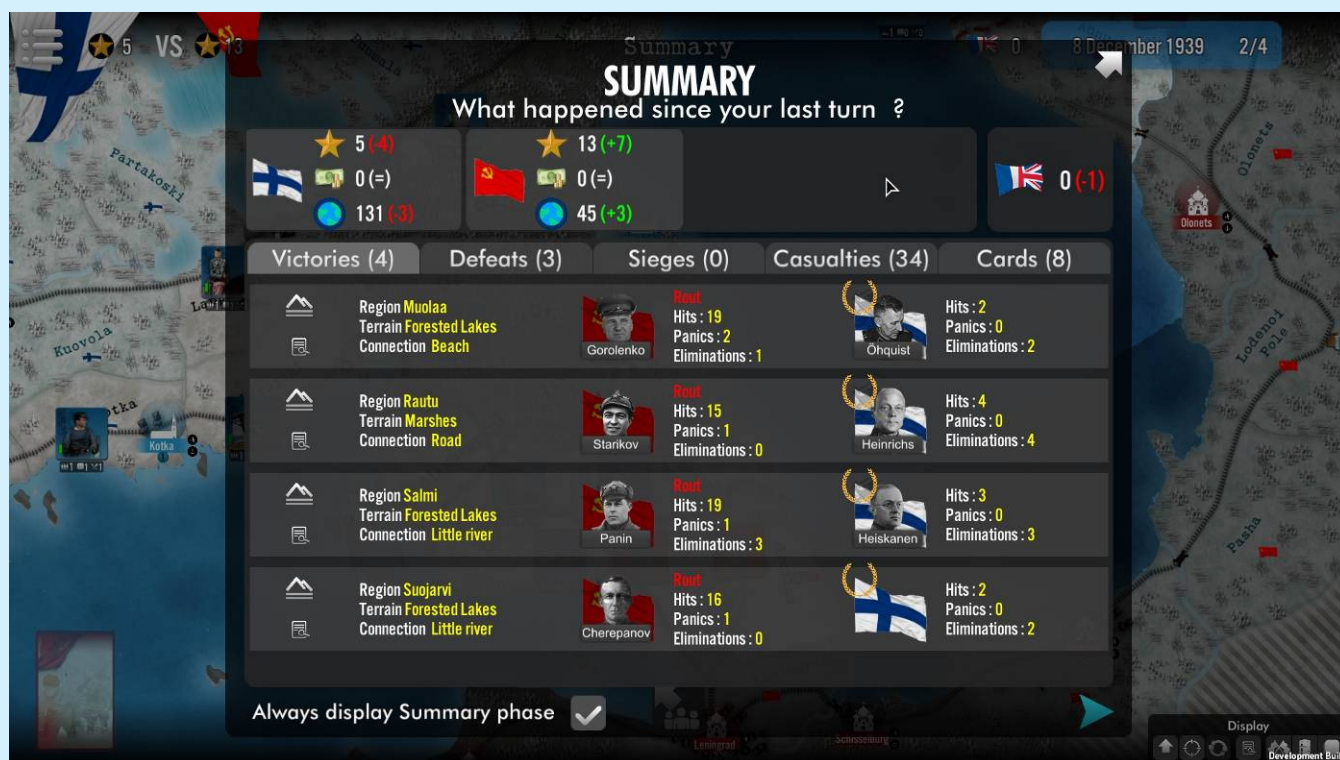 5 VS 13
Summary
0
8 December 1939 2/4
SUMMARY
What happened since your last turn ?
5 (-4)
0 (=)
131 (-3)
13 (+7)
0 (=)
45 (+3)
0 (-1)
Victories (4) Defeats (3) Sieges (0) Casualties (34) Cards (8)
Region Muolaa
Terrain Forested Lakes
Connection Beach
Gorolenko
Rout
Hits : 19
Panics : 2
Eliminations : 1
Öhquist
Hits : 2
Panics : 0
Eliminations : 2
Region Rautu
Terrain Marshes
Connection Road
Starikov
Rout
Hits : 15
Panics : 1
Eliminations : 0
Heinrichs
Hits : 4
Panics : 0
Eliminations : 4
Region Salmi
Terrain Forested Lakes
Connection Little river
Panin
Rout
Hits : 19
Panics : 1
Eliminations : 3
Heiskanen
Hits : 3
Panics : 0
Eliminations : 3
Region Suojarvi
Terrain Forested Lakes
Connection Little river
Cherepanov
Rout
Hits : 16
Panics : 1
Eliminations : 0
Hits : 2
Panics : 0
Eliminations : 2
Always display Summary phase
Partakoski
Kuovola
Kotka
Olonets
Olonets
Lodenoi Pole
Pasha
Leningrad
Schisselburg
Display
Development Buil